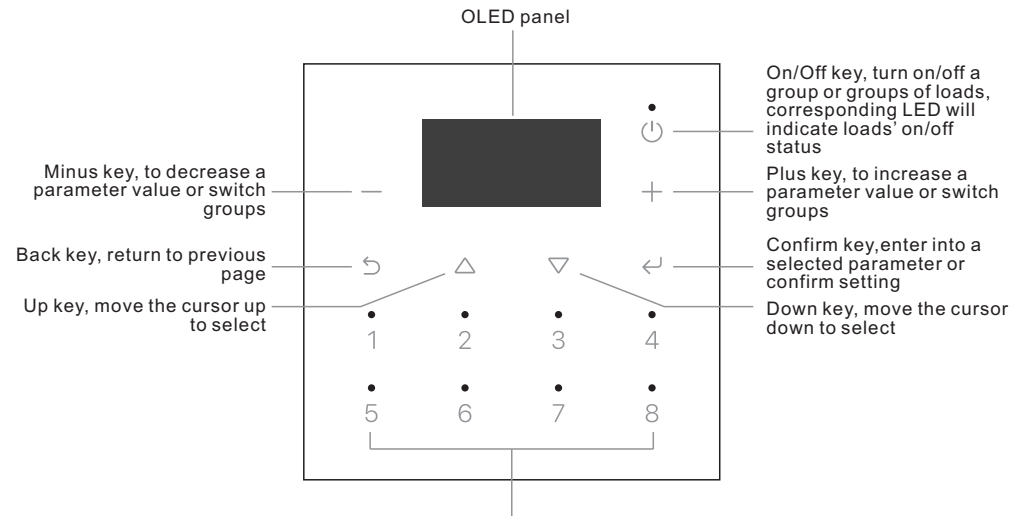 OLED panel
On/Off key, turn on/off a
group or groups of loads,
corresponding LED will
indicate loads' on/off
status
Minus key, to decrease a
parameter value or switch
groups
Plus key, to increase a
parameter value or switch
groups
Back key, return to previous
page
Confirm key,enter into a
selected parameter or
confirm setting
Up key, move the cursor up
to select
Down key, move the cursor
down to select
1 2 3 4
5 6 7 8